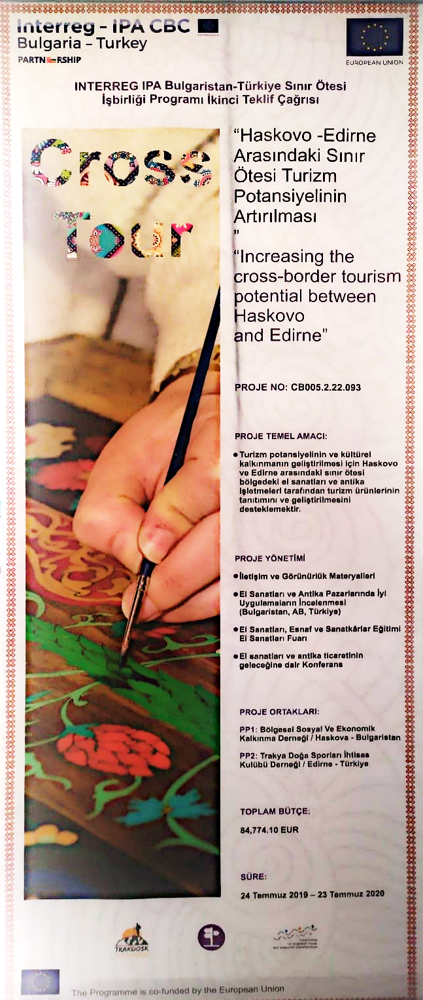 Interreg - IPA CBC
Bulgaria - Turkey
PARTNERSHIP
EUROPEAN UNION
INTERREG IPA Bulgaristan-Türkiye Sınır Ötesi
İşbirliği Programı İkinci Teklif Çağrısı
Cross
Tour
“Haskovo -Edirne
Arasındaki Sınır
Ötesi Turizm
Potansiyelinin
Artırılması
”
“Increasing the
cross-border tourism
potential between
Haskovo
and Edirne”
PROJE NO: CB005.2.22.093
PROJE TEMEL AMACI:
● Turizm potansiyelinin ve kültürel
kalkınmanın geliştirilmesi için Haskovo
ve Edirne arasındaki sınır ötesi
bölgedeki el sanatları ve antika
işletmeleri tarafından turizm ürünlerinin
tanıtımını ve geliştirilmesini
desteklemektir.
PROJE YÖNETİMİ
● İletişim ve Görünürlük Materyalleri
● El Sanatları ve Antika Pazarlarında İyi
Uygulamaların İncelenmesi
(Bulgaristan, AB, Türkiye)
● El Sanatları, Esnaf ve Sanatkârlar Eğitimi
El Sanatları Fuarı
● El sanatları ve antika ticaretinin
geleceğine dair Konferans
PROJE ORTAKLARI:
PP1: Bölgesel Sosyal Ve Ekonomik
Kalkınma Derneği / Haskova - Bulgaristan
PP2: Trakya Doğa Sporları İhtisas
Kulübü Derneği / Edirne - Türkiye
TOPLAM BÜTÇE:
84,774.10 EUR
SÜRE:
24 Temmuz 2019 – 23 Temmuz 2020
TRAKDOSK
The Programme is co-funded by the European Union